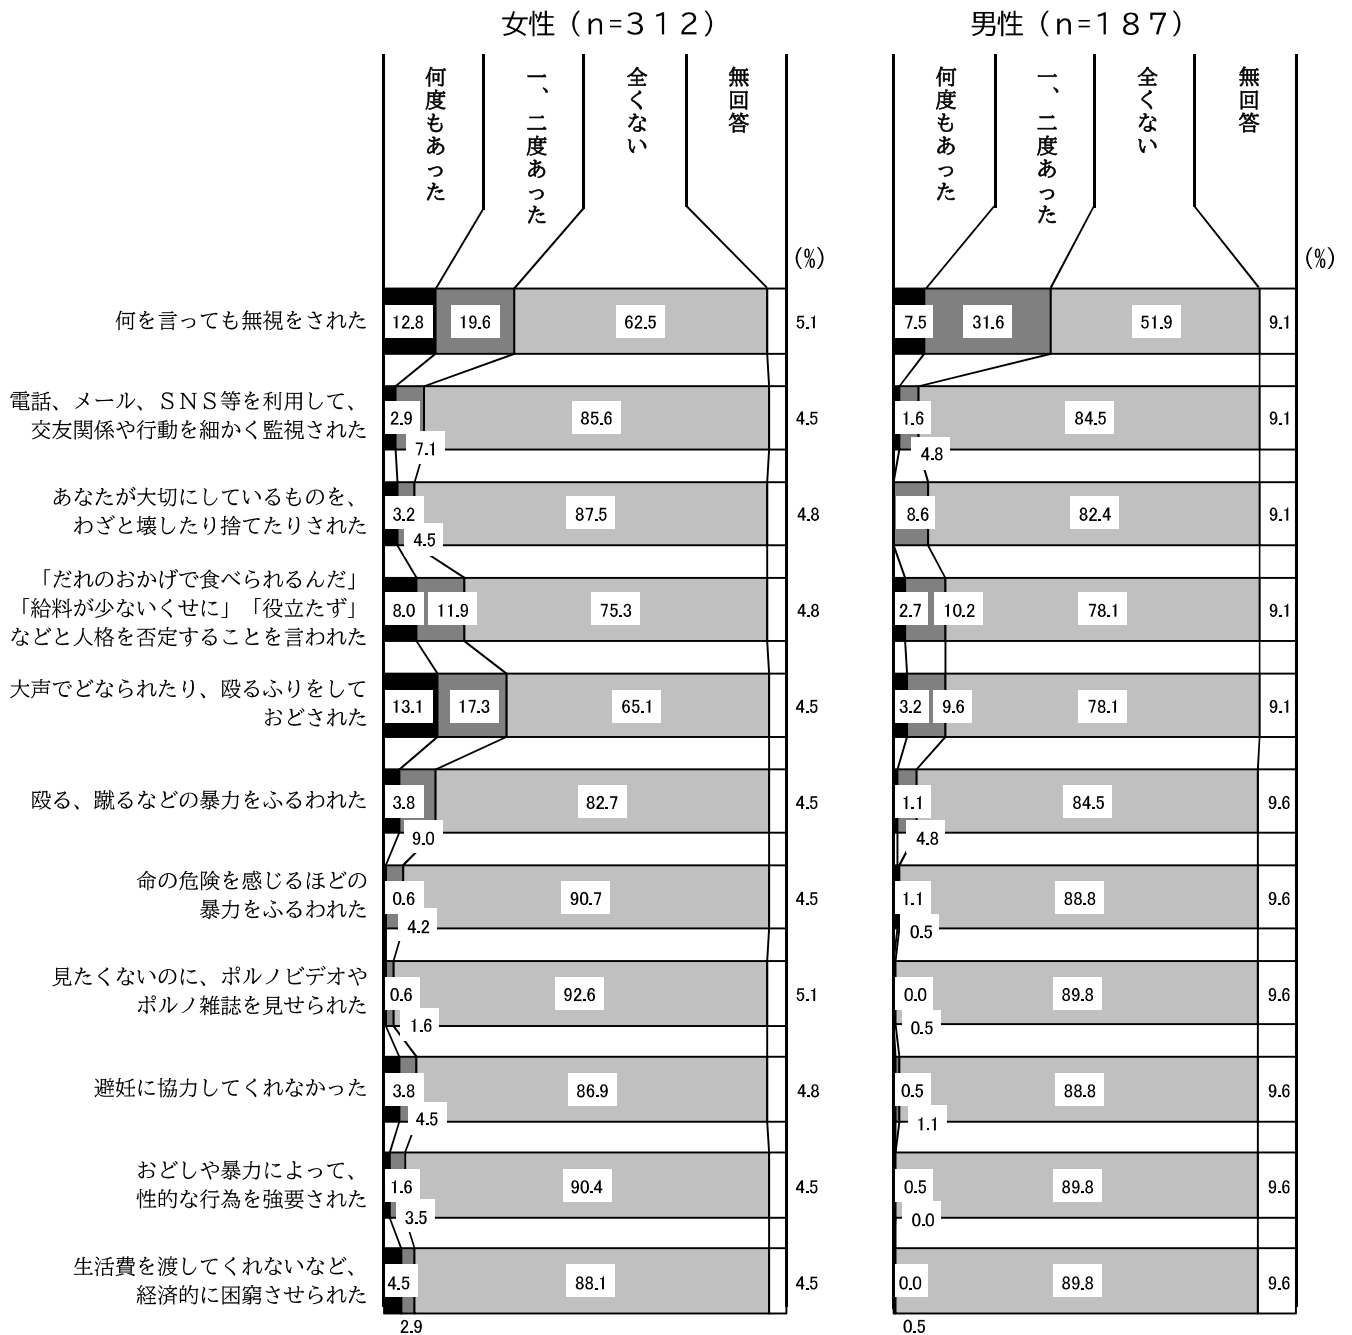 女性（ｎ=３１２）
男性（ｎ=１８７）
何度もあった
一、二度あった
全くない
無回答
何度もあった
一、二度あった
全くない
無回答
(%)
(%)
何を言っても無視をされた
12.8
19.6
62.5
5.1
7.5
31.6
51.9
9.1
電話、メール、ＳＮＳ等を利用して、
交友関係や行動を細かく監視された
2.9
7.1
85.6
4.5
1.6
4.8
84.5
9.1
あなたが大切にしているものを、
わざと壊したり捨てたりされた
3.2
4.5
87.5
4.8
8.6
82.4
9.1
「だれのおかげで食べられるんだ」
「給料が少ないくせに」「役立たず」
などと人格を否定することを言われた
8.0
11.9
75.3
4.8
2.7
10.2
78.1
9.1
大声でどなられたり、殴るふりをして
おどされた
13.1
17.3
65.1
4.5
3.2
9.6
78.1
9.1
殴る、蹴るなどの暴力をふるわれた
3.8
9.0
82.7
4.5
1.1
4.8
84.5
9.6
命の危険を感じるほどの
暴力をふるわれた
0.6
4.2
90.7
4.5
1.1
0.5
88.8
9.6
見たくないのに、ポルノビデオや
ポルノ雑誌を見せられた
0.6
1.6
92.6
5.1
0.0
0.5
89.8
9.6
避妊に協力してくれなかった
3.8
4.5
86.9
4.8
0.5
1.1
88.8
9.6
おどしや暴力によって、
性的な行為を強要された
1.6
3.5
90.4
4.5
0.5
0.0
89.8
9.6
生活費を渡してくれないなど、
経済的に困窮させられた
4.5
2.9
88.1
4.5
0.0
0.5
89.8
9.6